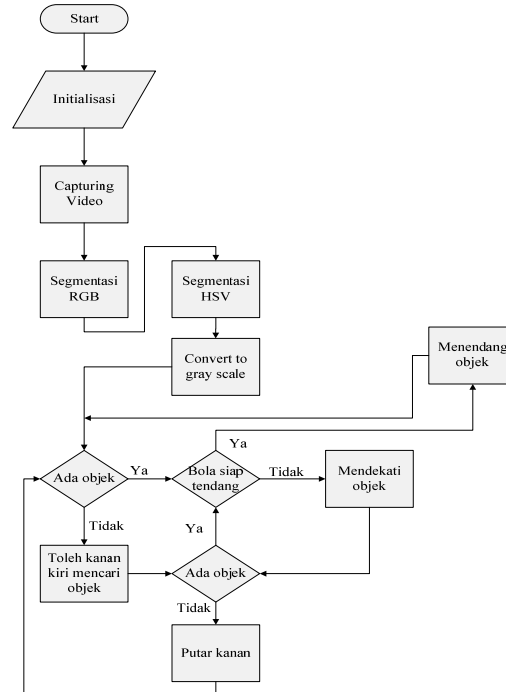 Start
Initialisasi
Capturing
Video
Segmentasi
RGB
Segmentasi
HSV
Convert to
gray scale
Menendang
objek
Ya
Ada objek
Ya
Bola siap
tendang
Tidak
Mendekati
objek
Tidak
Ya
Toleh kanan
kiri mencari
objek
Ada objek
Tidak
Putar kanan